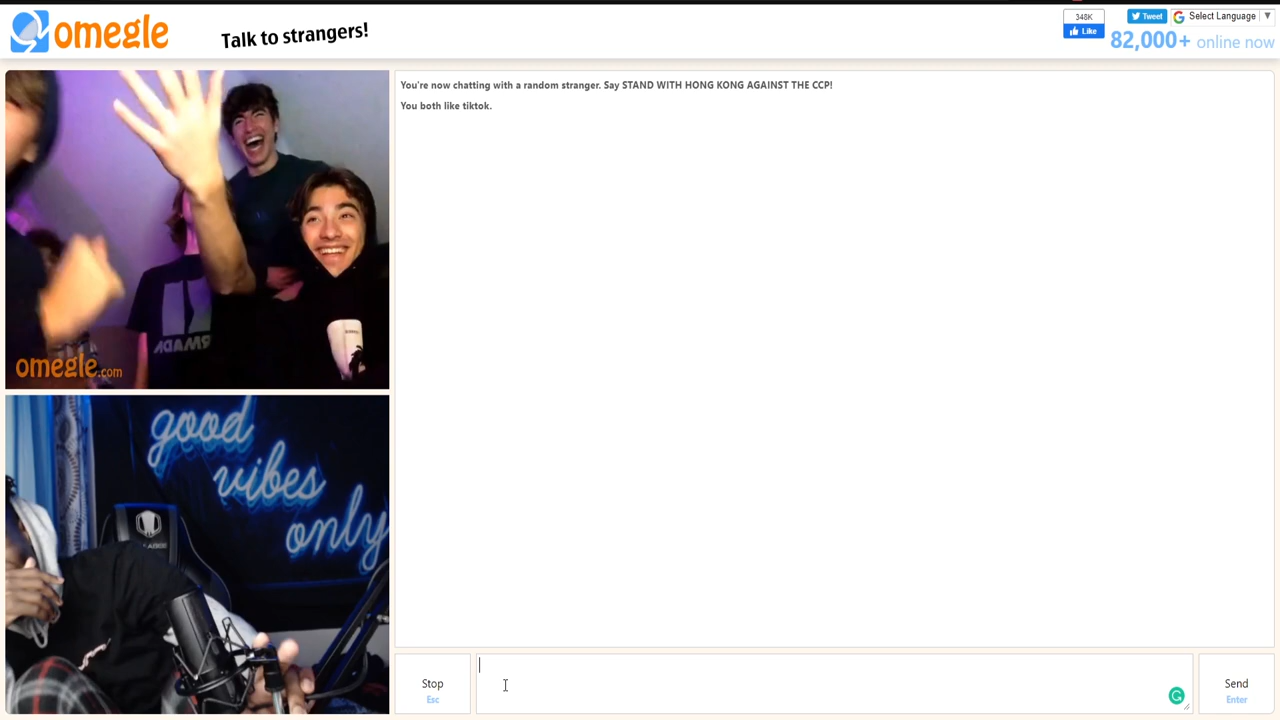 omegle
Talk to strangers!
348K
Like
Tweet
Select Language
82,000+ online now
You're now chatting with a random stranger. Say STAND WITH HONG KONG AGAINST THE CCP!
You both like tiktok.
omegle.com
good
vibes
only
Stop
Esc
Send
Enter